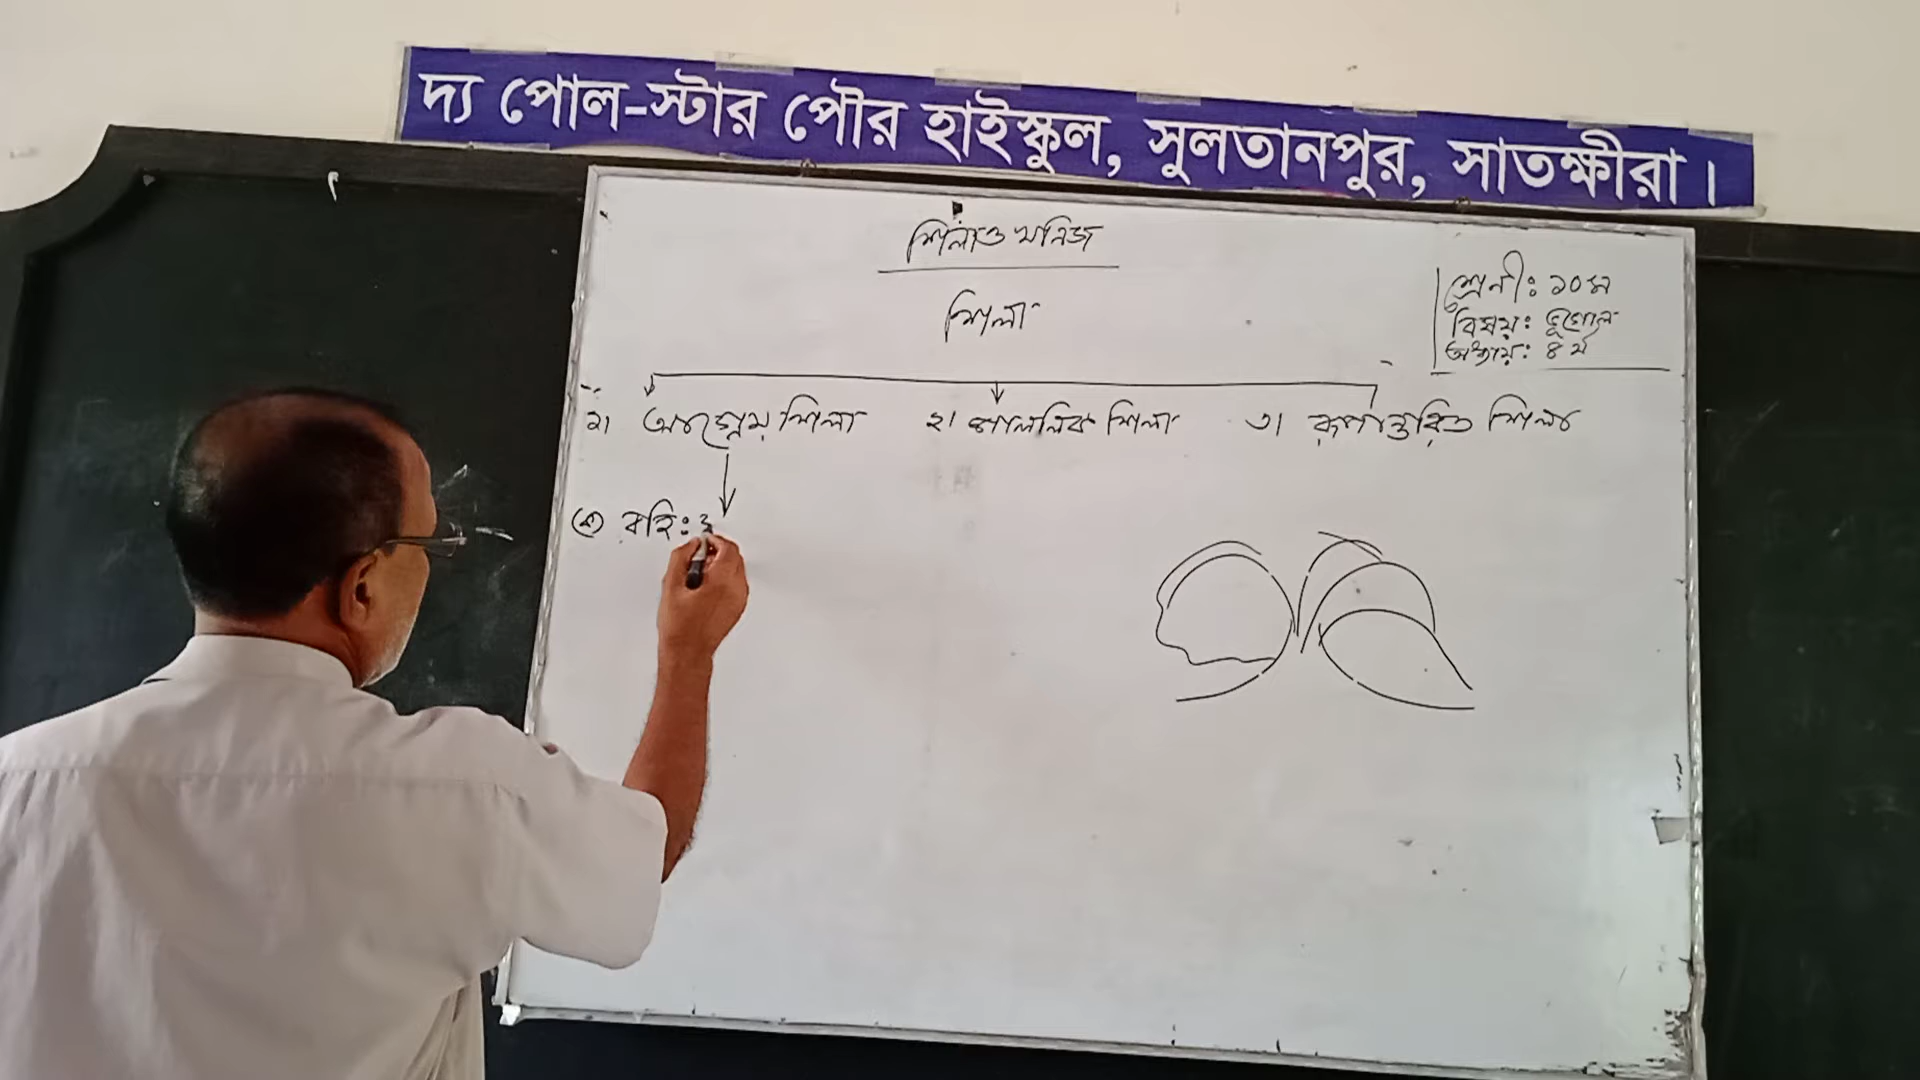 দ্য পোল-স্টার পৌর হাইস্কুল, সুলতানপুর, সাতক্ষীরা।
শিলা ও খনিজ
শিলা
শ্রেনী: ১০ম
বিষয়: ভূগোল
অধ্যায়: ৪র্থ
১। আগ্নেয় শিলা ২। পাললিক শিলা ৩। রূপান্তরিত শিলা
(ক) বহি: